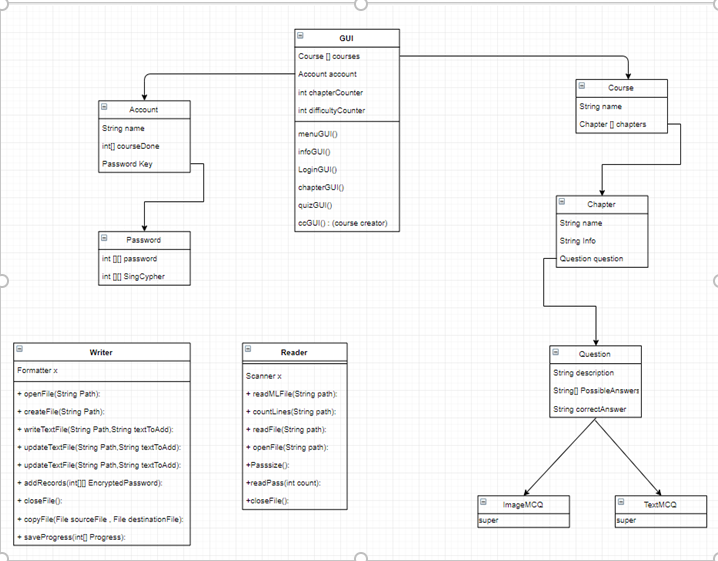 GUI
Course [] courses
Account account
int chapterCounter
int difficultyCounter
menuGUI()
infoGUI()
LoginGUI()
chapterGUI()
quizGUI()
ccGUI() : (course creator)
Account
String name
int[] courseDone
Password Key
Password
int [][] password
int [][] SingCypher
Course
String name
Chapter [] chapters
Chapter
String name
String Info
Question question
Question
String description
String[] PossibleAnswers
String correctAnswer
ImageMCQ
super
TextMCQ
super
Writer
Formatter x
+ openFile(String Path):
+ createFile(String Path):
+ writeTextFile(String Path,String textToAdd):
+ updateTextFile(String Path,String textToAdd):
+ updateTextFile(String Path,String textToAdd):
+ addRecords(int[][] EncryptedPassword):
+ closeFile():
+ copyFile(File sourceFile , File destinationFile):
+ saveProgress(int[] Progress):
Reader
Scanner x
+ readMLFile(String path):
+ countLines(String path):
+ readFile(String path):
+ openFile(String path):
+Passsize():
+readPass(int count):
+closeFile():